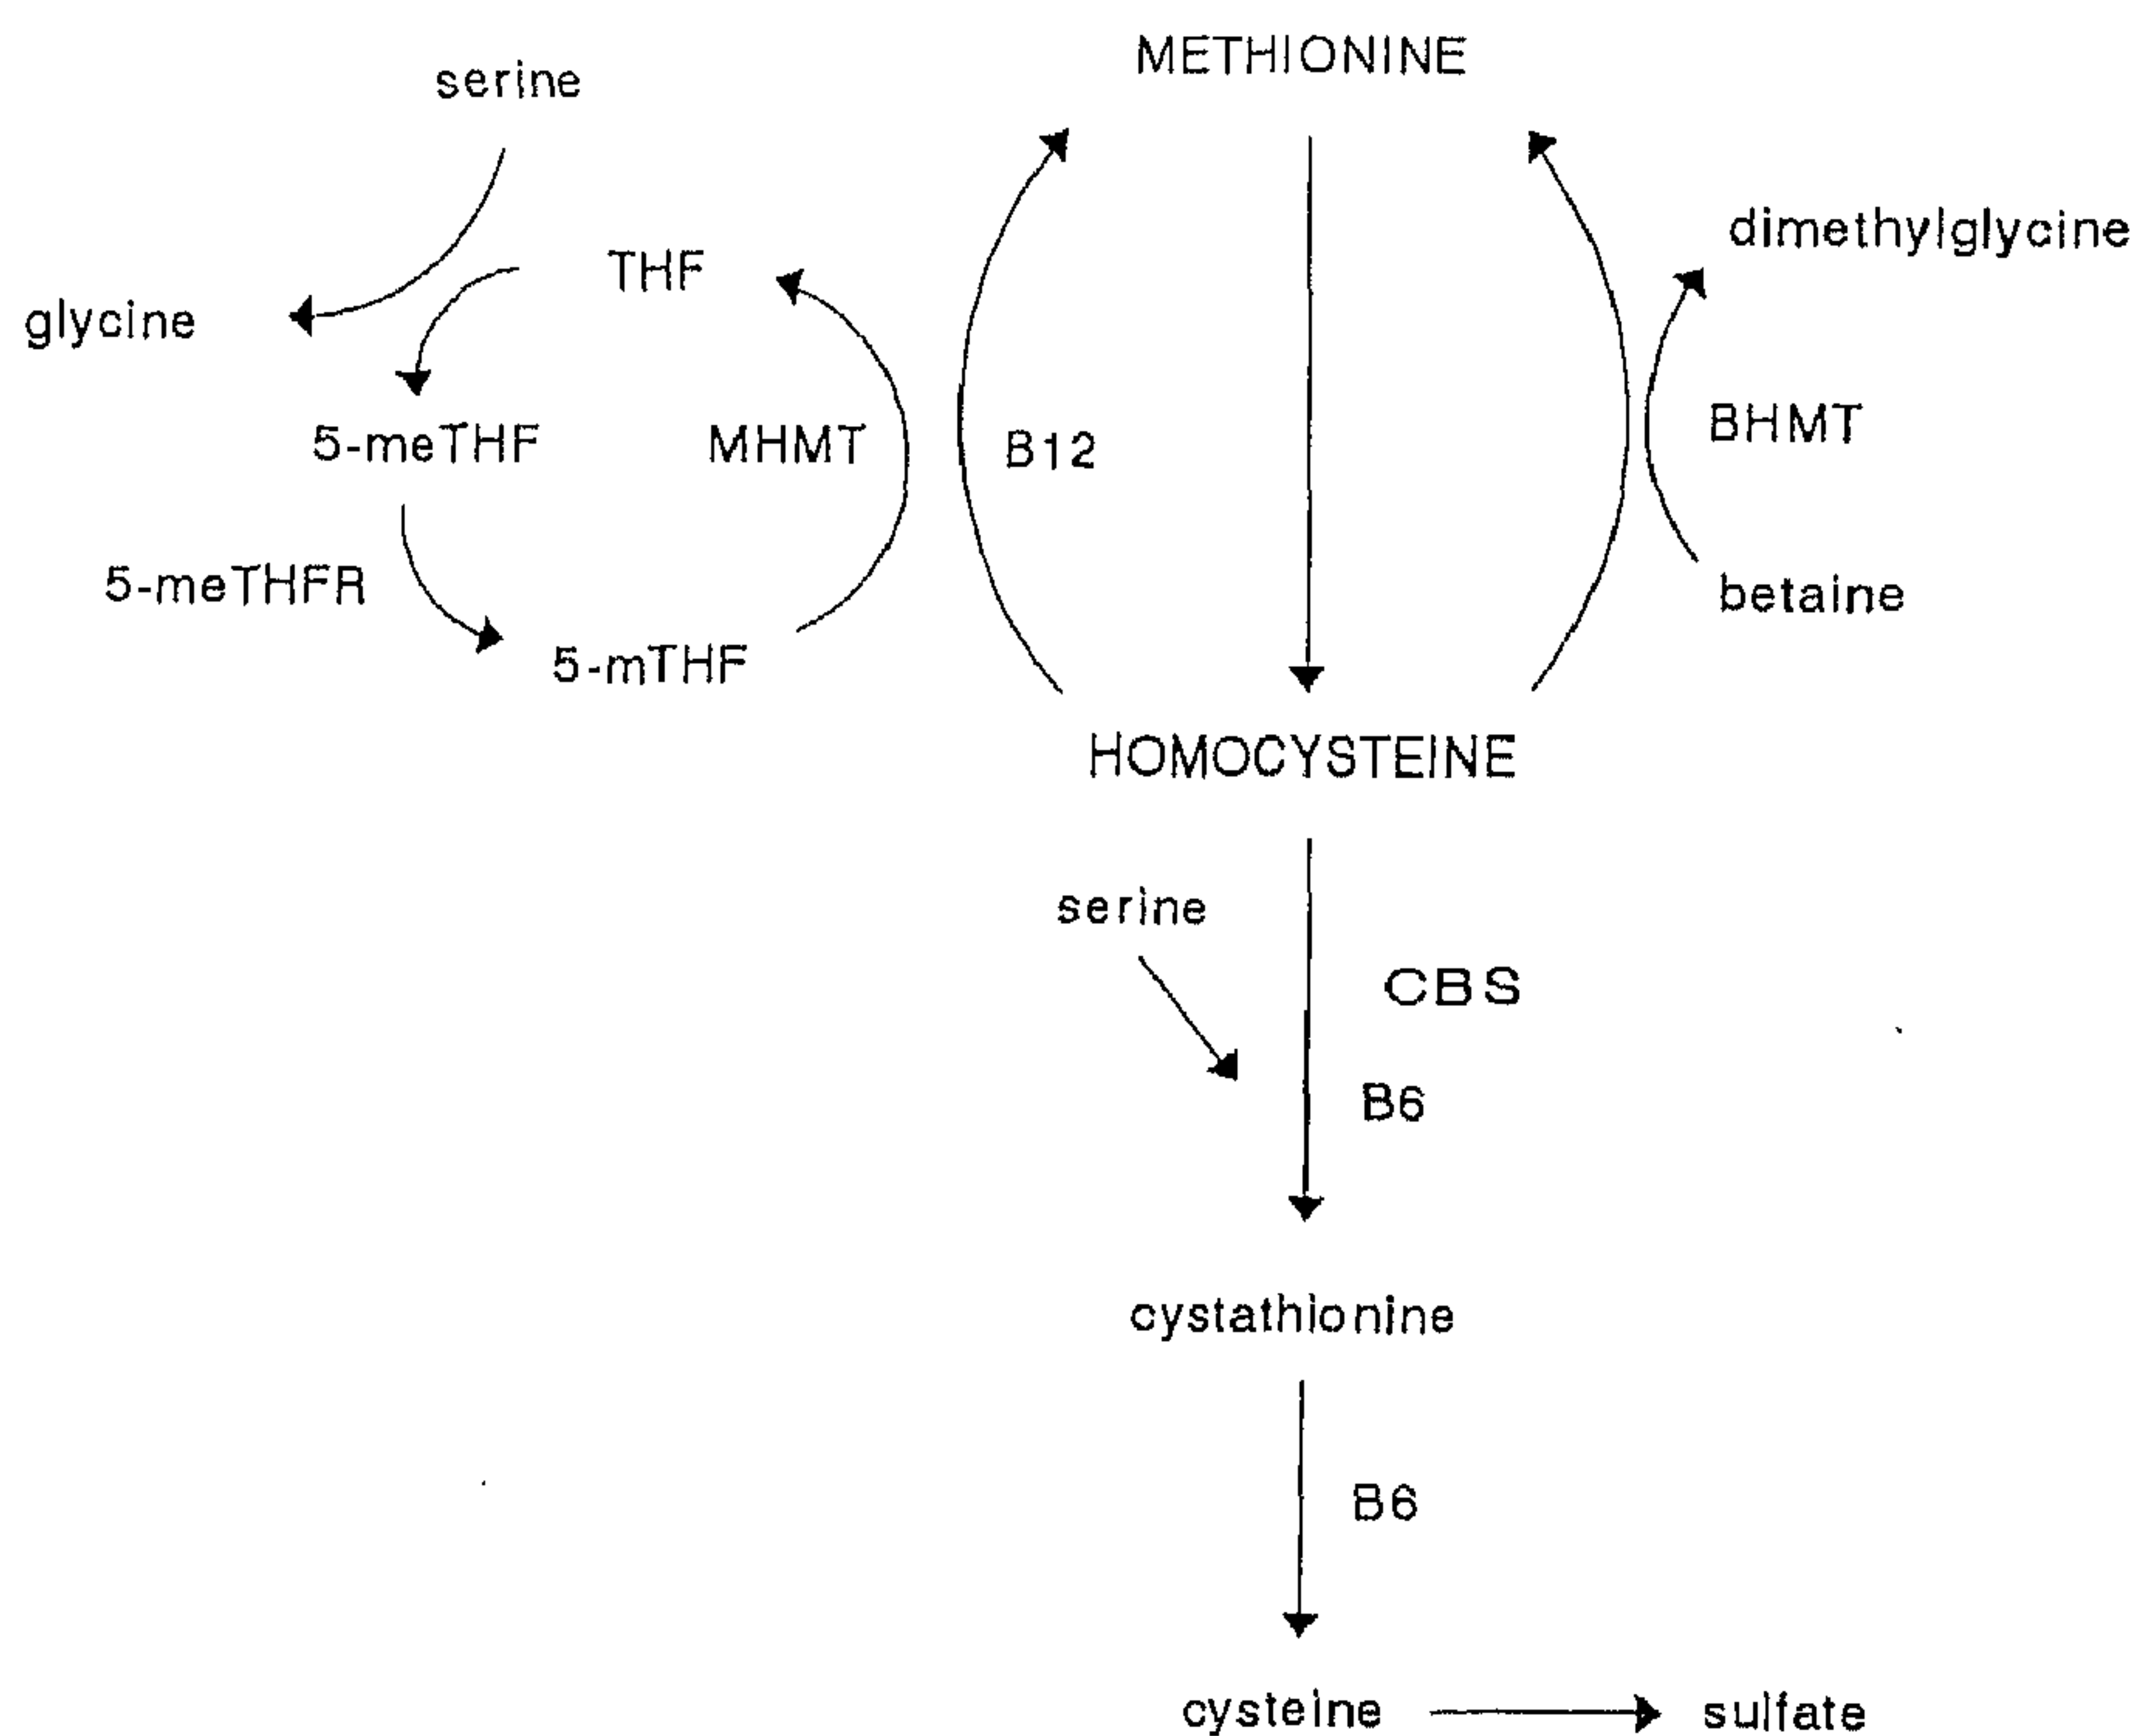 METHIONINE
serine
dimethylglycine
THF
glycine
5-meTHF
MHMT
B12
BHMT
5-meTHFR
betaine
5-mTHF
HOMOCYSTEINE
serine
CBS
B6
cystathionine
B6
cysteine
sulfate